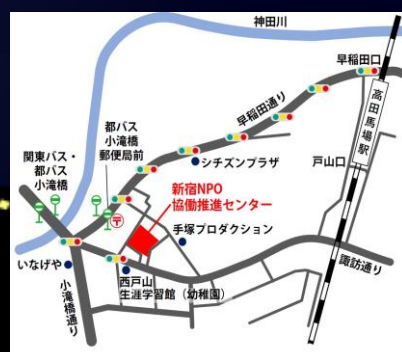 神田川
早稲田口
早稲田通り
高田馬場駅
都バス
小滝橋
郵便局前
関東バス・
都バス
小滝橋
シチズンプラザ
戸山口
新宿NPO
協働推進センター
手塚プロダクション
いなげや
西戸山
生涯学習館（幼稚園）
諏訪通り
小滝橋通り